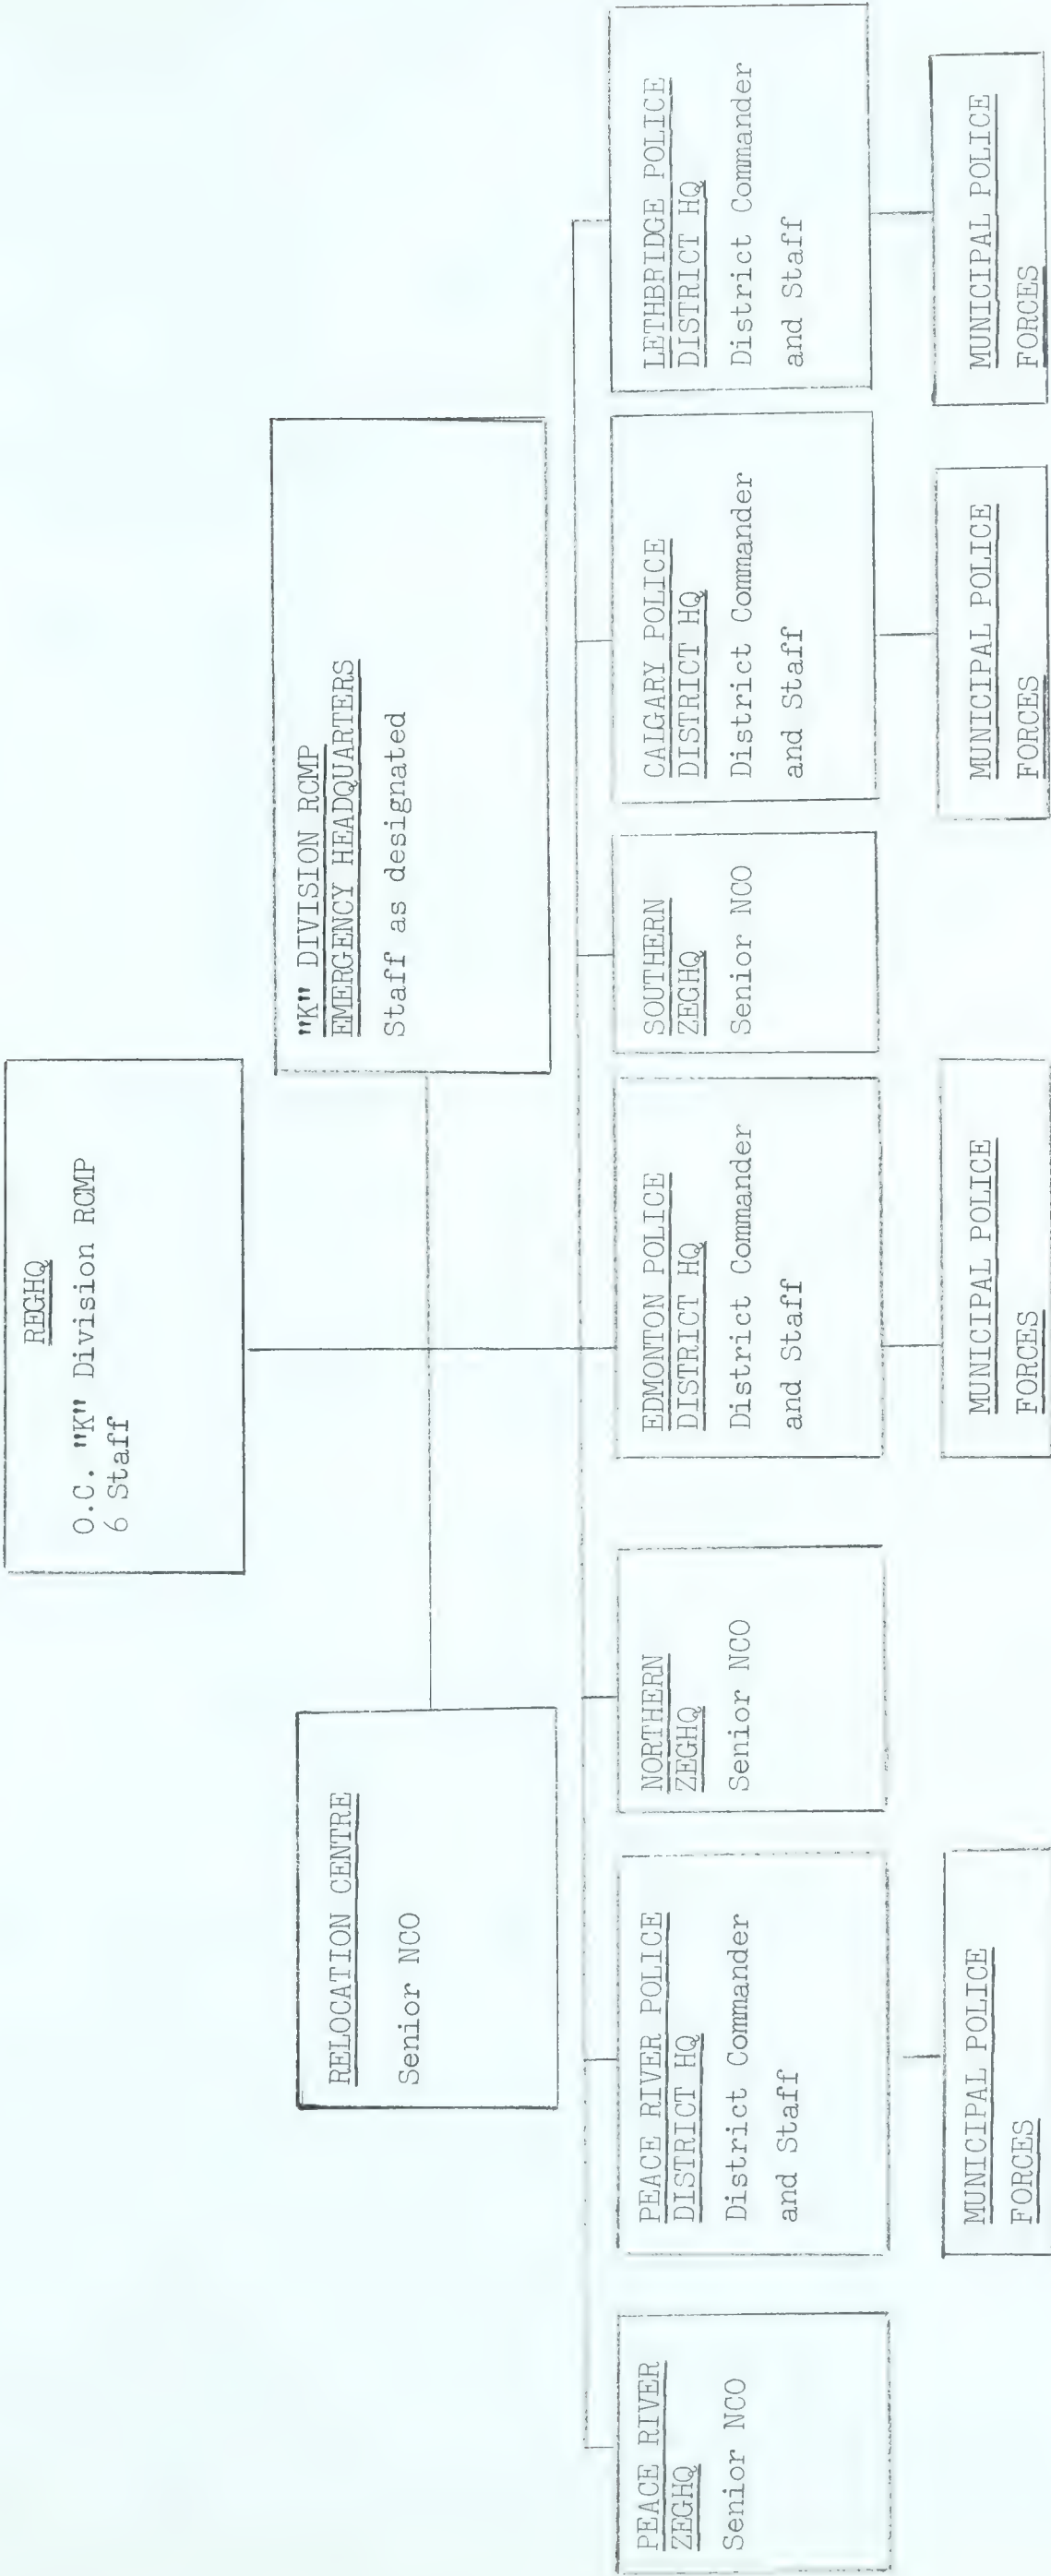 REGHQ
O.C. "K" Division RCMP
6 Staff
RELOCATION CENTRE
Senior NCO
"K" DIVISION RCMP
EMERGENCY HEADQUARTERS
Staff as designated
PEACE RIVER
ZEGHQ
Senior NCO
PEACE RIVER POLICE
DISTRICT HQ
District Commander
and Staff
NORTHERN
ZEGHQ
Senior NCO
EDMONTON POLICE
DISTRICT HQ
District Commander
and Staff
SOUTHERN
ZEGHQ
Senior NCO
CALGARY POLICE
DISTRICT HQ
District Commander
and Staff
LETHBRIDGE POLICE
DISTRICT HQ
District Commander
and Staff
MUNICIPAL POLICE
FORCES
MUNICIPAL POLICE
FORCES
MUNICIPAL POLICE
FORCES
MUNICIPAL POLICE
FORCES